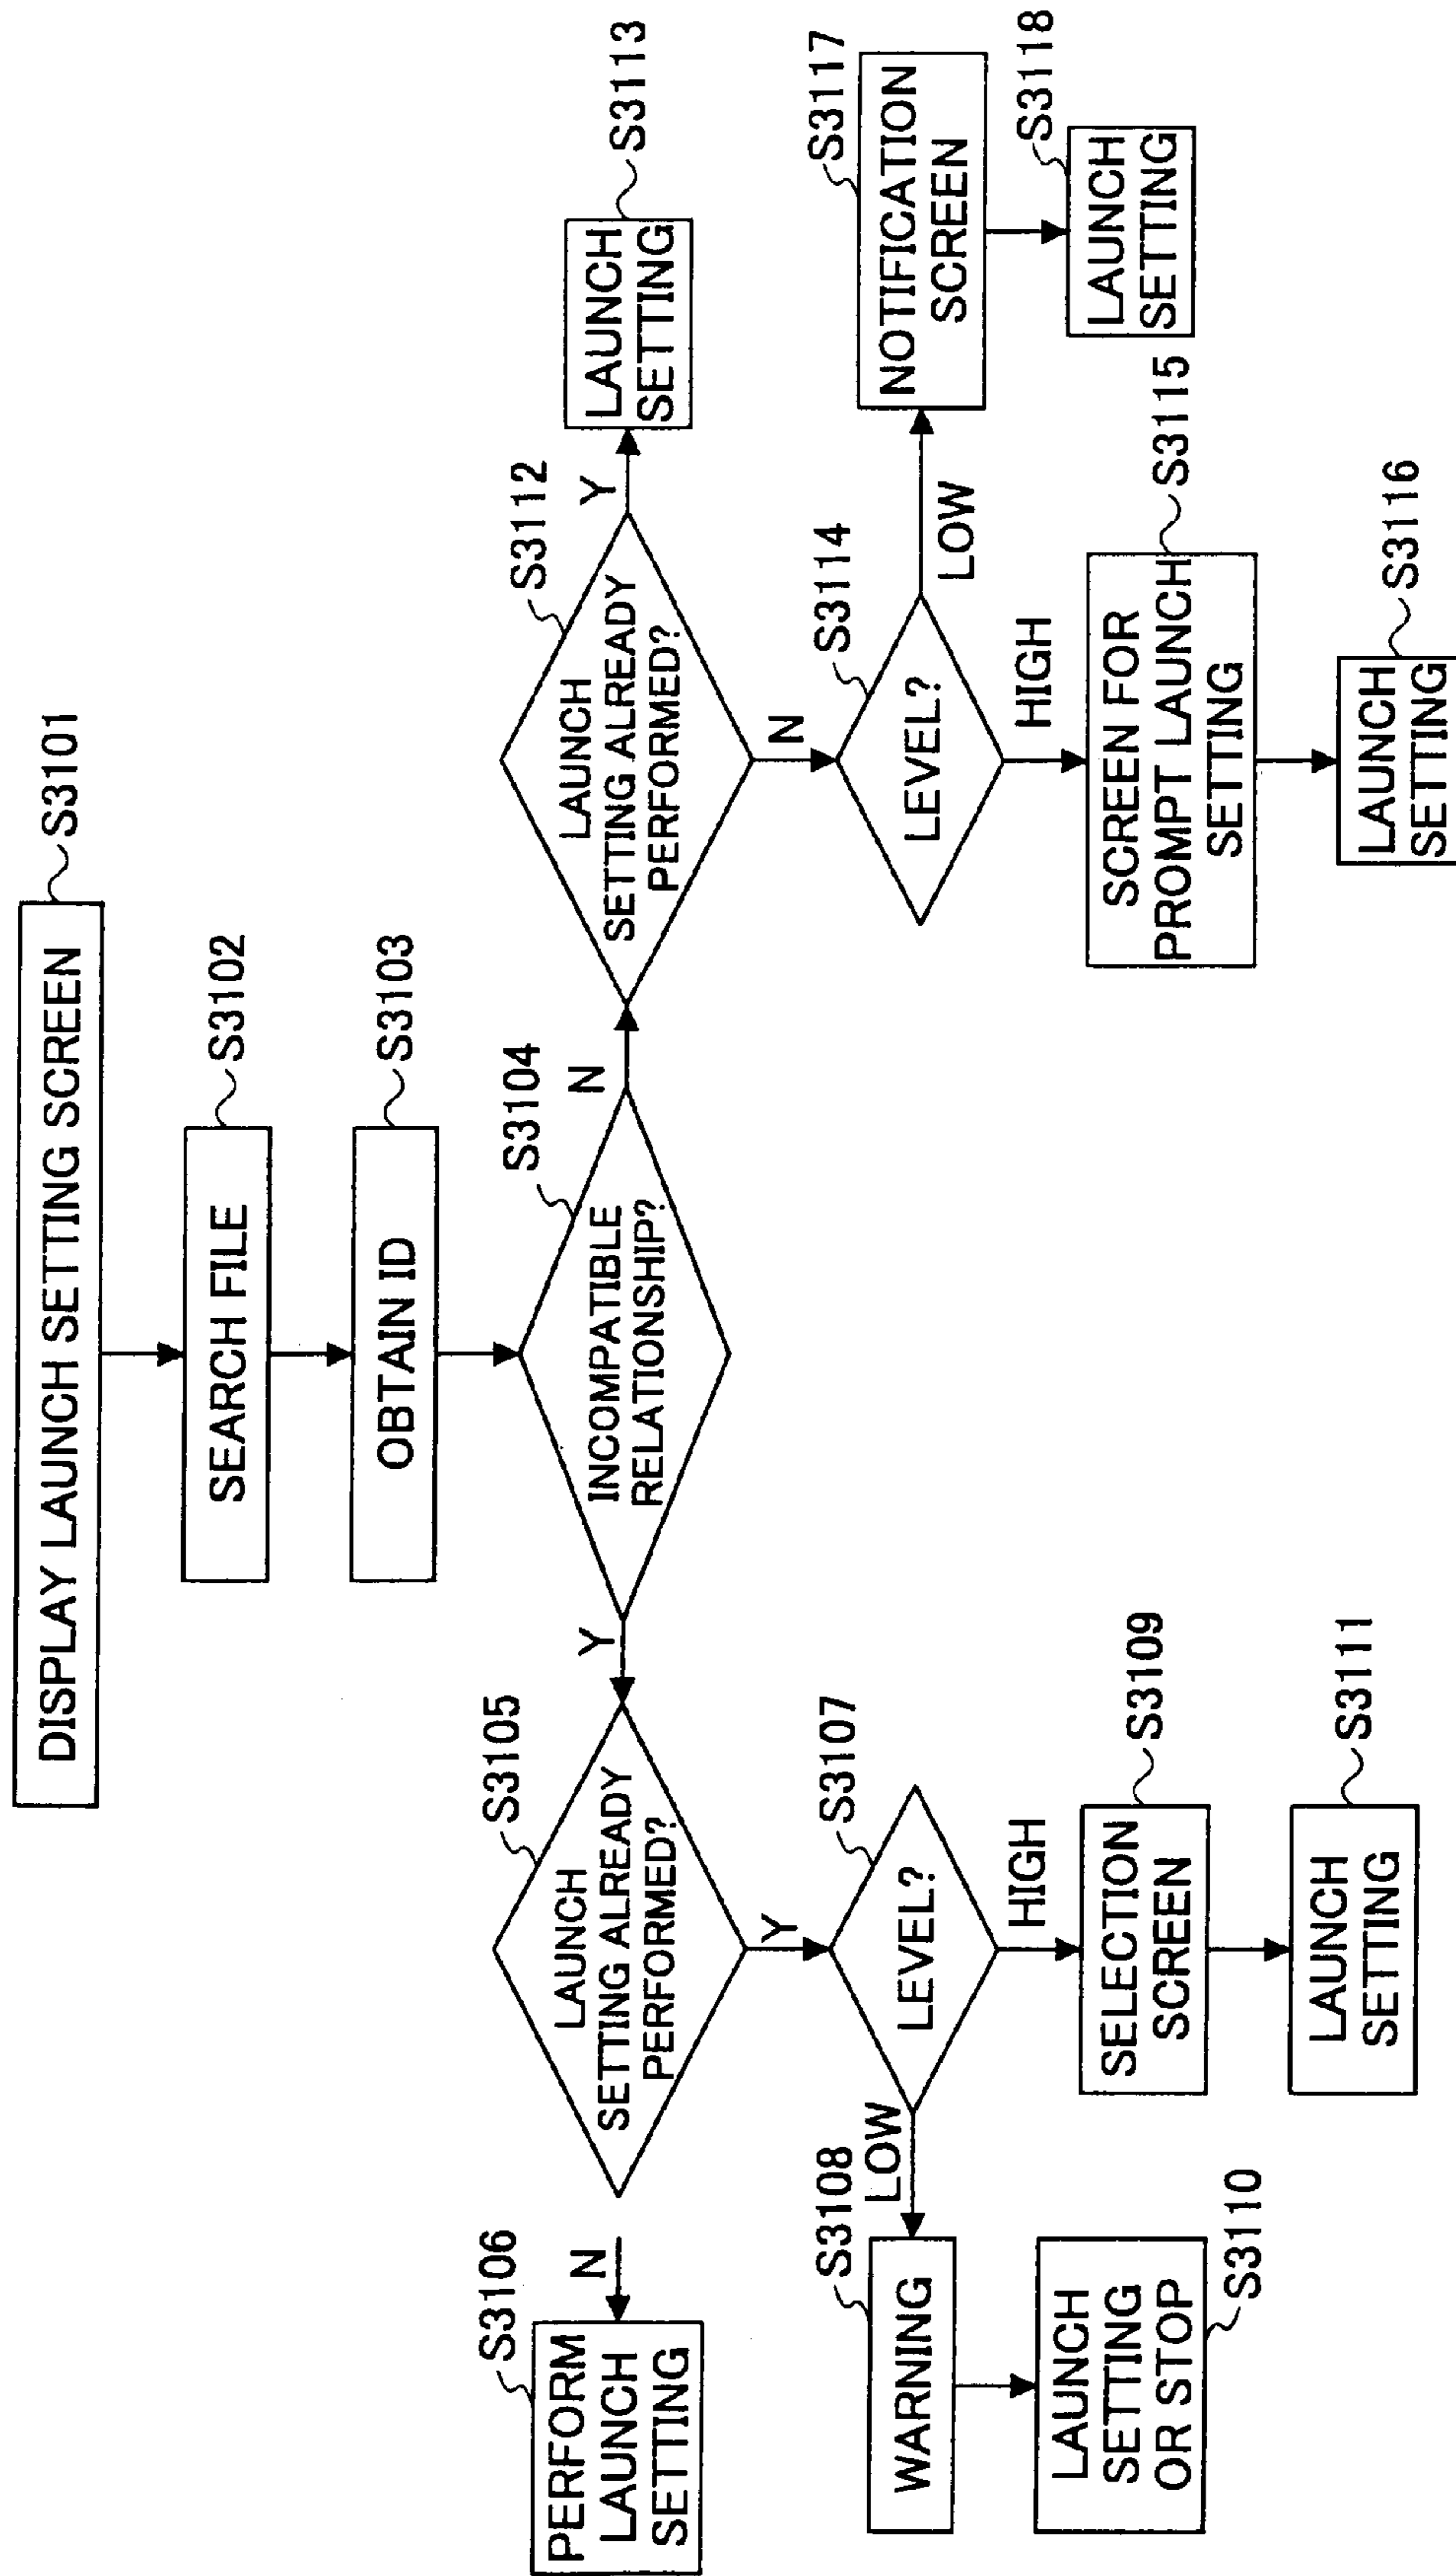 DISPLAY LAUNCH SETTING SCREEN
S3101
SEARCH FILE
S3102
OBTAIN ID
S3103
INCOMPATIBLE
RELATIONSHIP?
S3104
Y
N
LAUNCH
SETTING ALREADY
PERFORMED?
S3105
N
PERFORM
LAUNCH
SETTING
S3106
Y
LEVEL?
S3107
LOW
WARNING
S3108
LAUNCH
SETTING
OR STOP
S3110
HIGH
SELECTION
SCREEN
S3109
LAUNCH
SETTING
S3111
LAUNCH
SETTING ALREADY
PERFORMED?
S3112
Y
LAUNCH
SETTING
S3113
N
LEVEL?
S3114
HIGH
SCREEN FOR
PROMPT LAUNCH
SETTING
S3115
LAUNCH
SETTING
S3116
LOW
NOTIFICATION
SCREEN
S3117
LAUNCH
SETTING
S3118